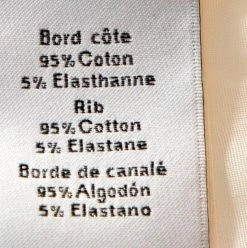 Bord côte
95% Coton
5% Elasthanne
Rib
95% Cotton
5% Elastane
Borde de canalé
95% Algodón
5% Elastano